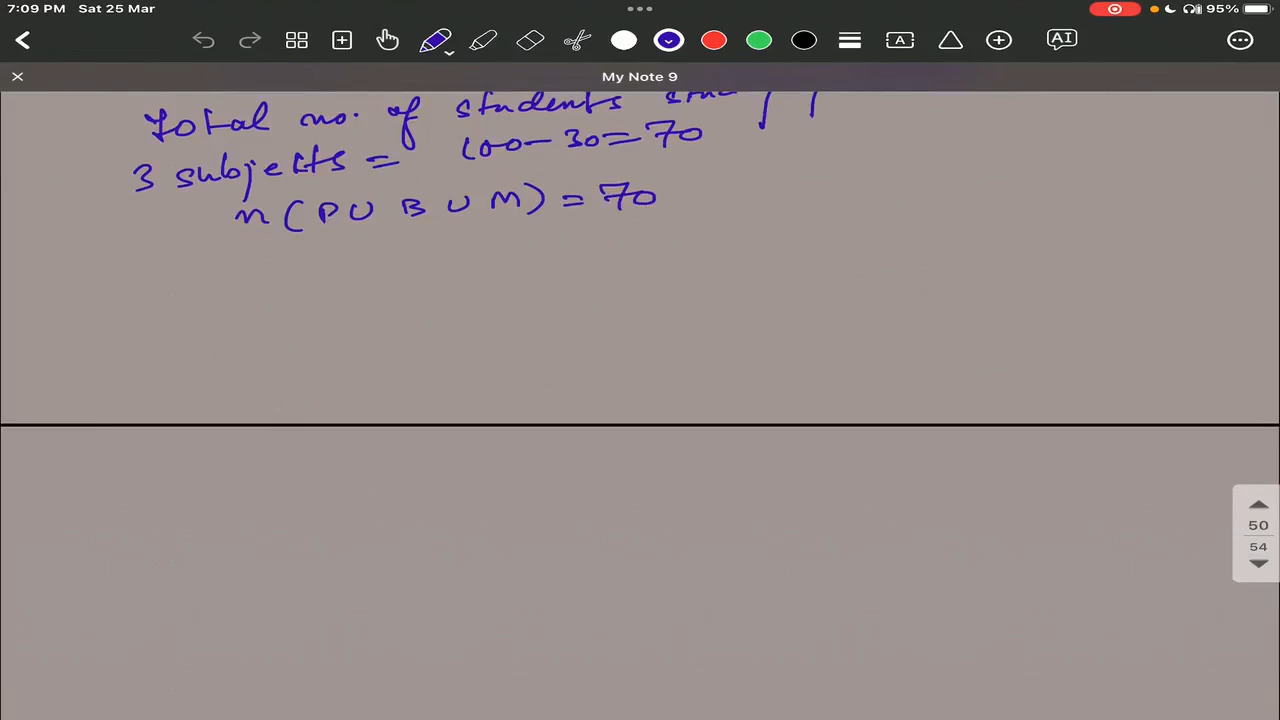 7:09 PM Sat 25 Mar
95%
A
AI
My Note 9
Total no. of students
3 subjects = 100 - 30 = 70
n ( P ∪ B ∪ M ) = 70
50
54